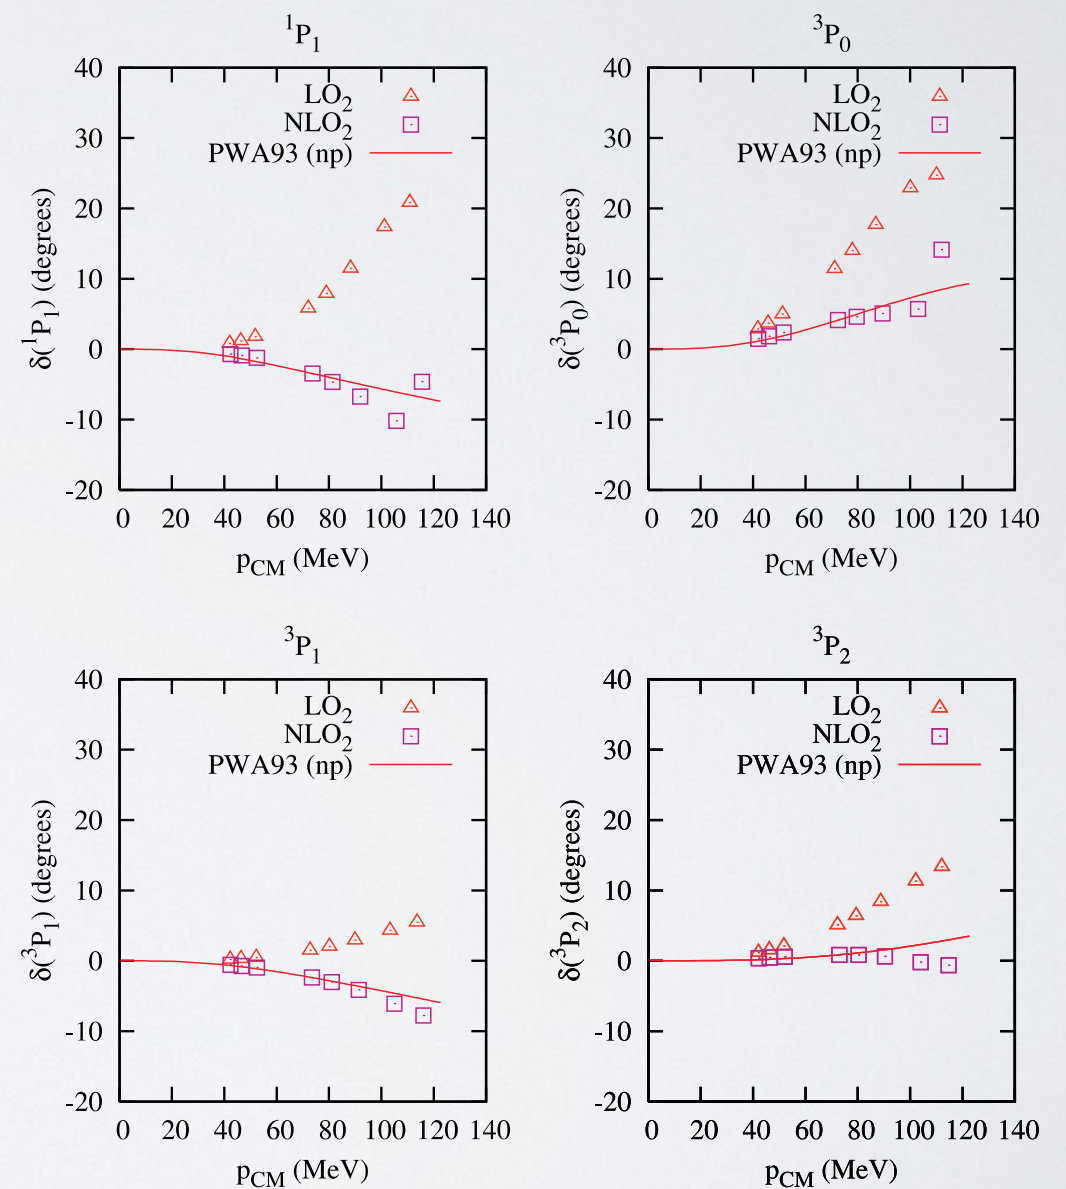 ¹P₁
40
30
20
10
0
-10
-20
δ(¹P₁) (degrees)
LO₂
NLO₂
PWA93 (np)
0 20 40 60 80 100 120 140
p_CM (MeV)
³P₀
40
30
20
10
0
-10
-20
δ(³P₀) (degrees)
LO₂
NLO₂
PWA93 (np)
0 20 40 60 80 100 120 140
p_CM (MeV)
³P₁
40
30
20
10
0
-10
-20
δ(³P₁) (degrees)
LO₂
NLO₂
PWA93 (np)
0 20 40 60 80 100 120 140
p_CM (MeV)
³P₂
40
30
20
10
0
-10
-20
δ(³P₂) (degrees)
LO₂
NLO₂
PWA93 (np)
0 20 40 60 80 100 120 140
p_CM (MeV)